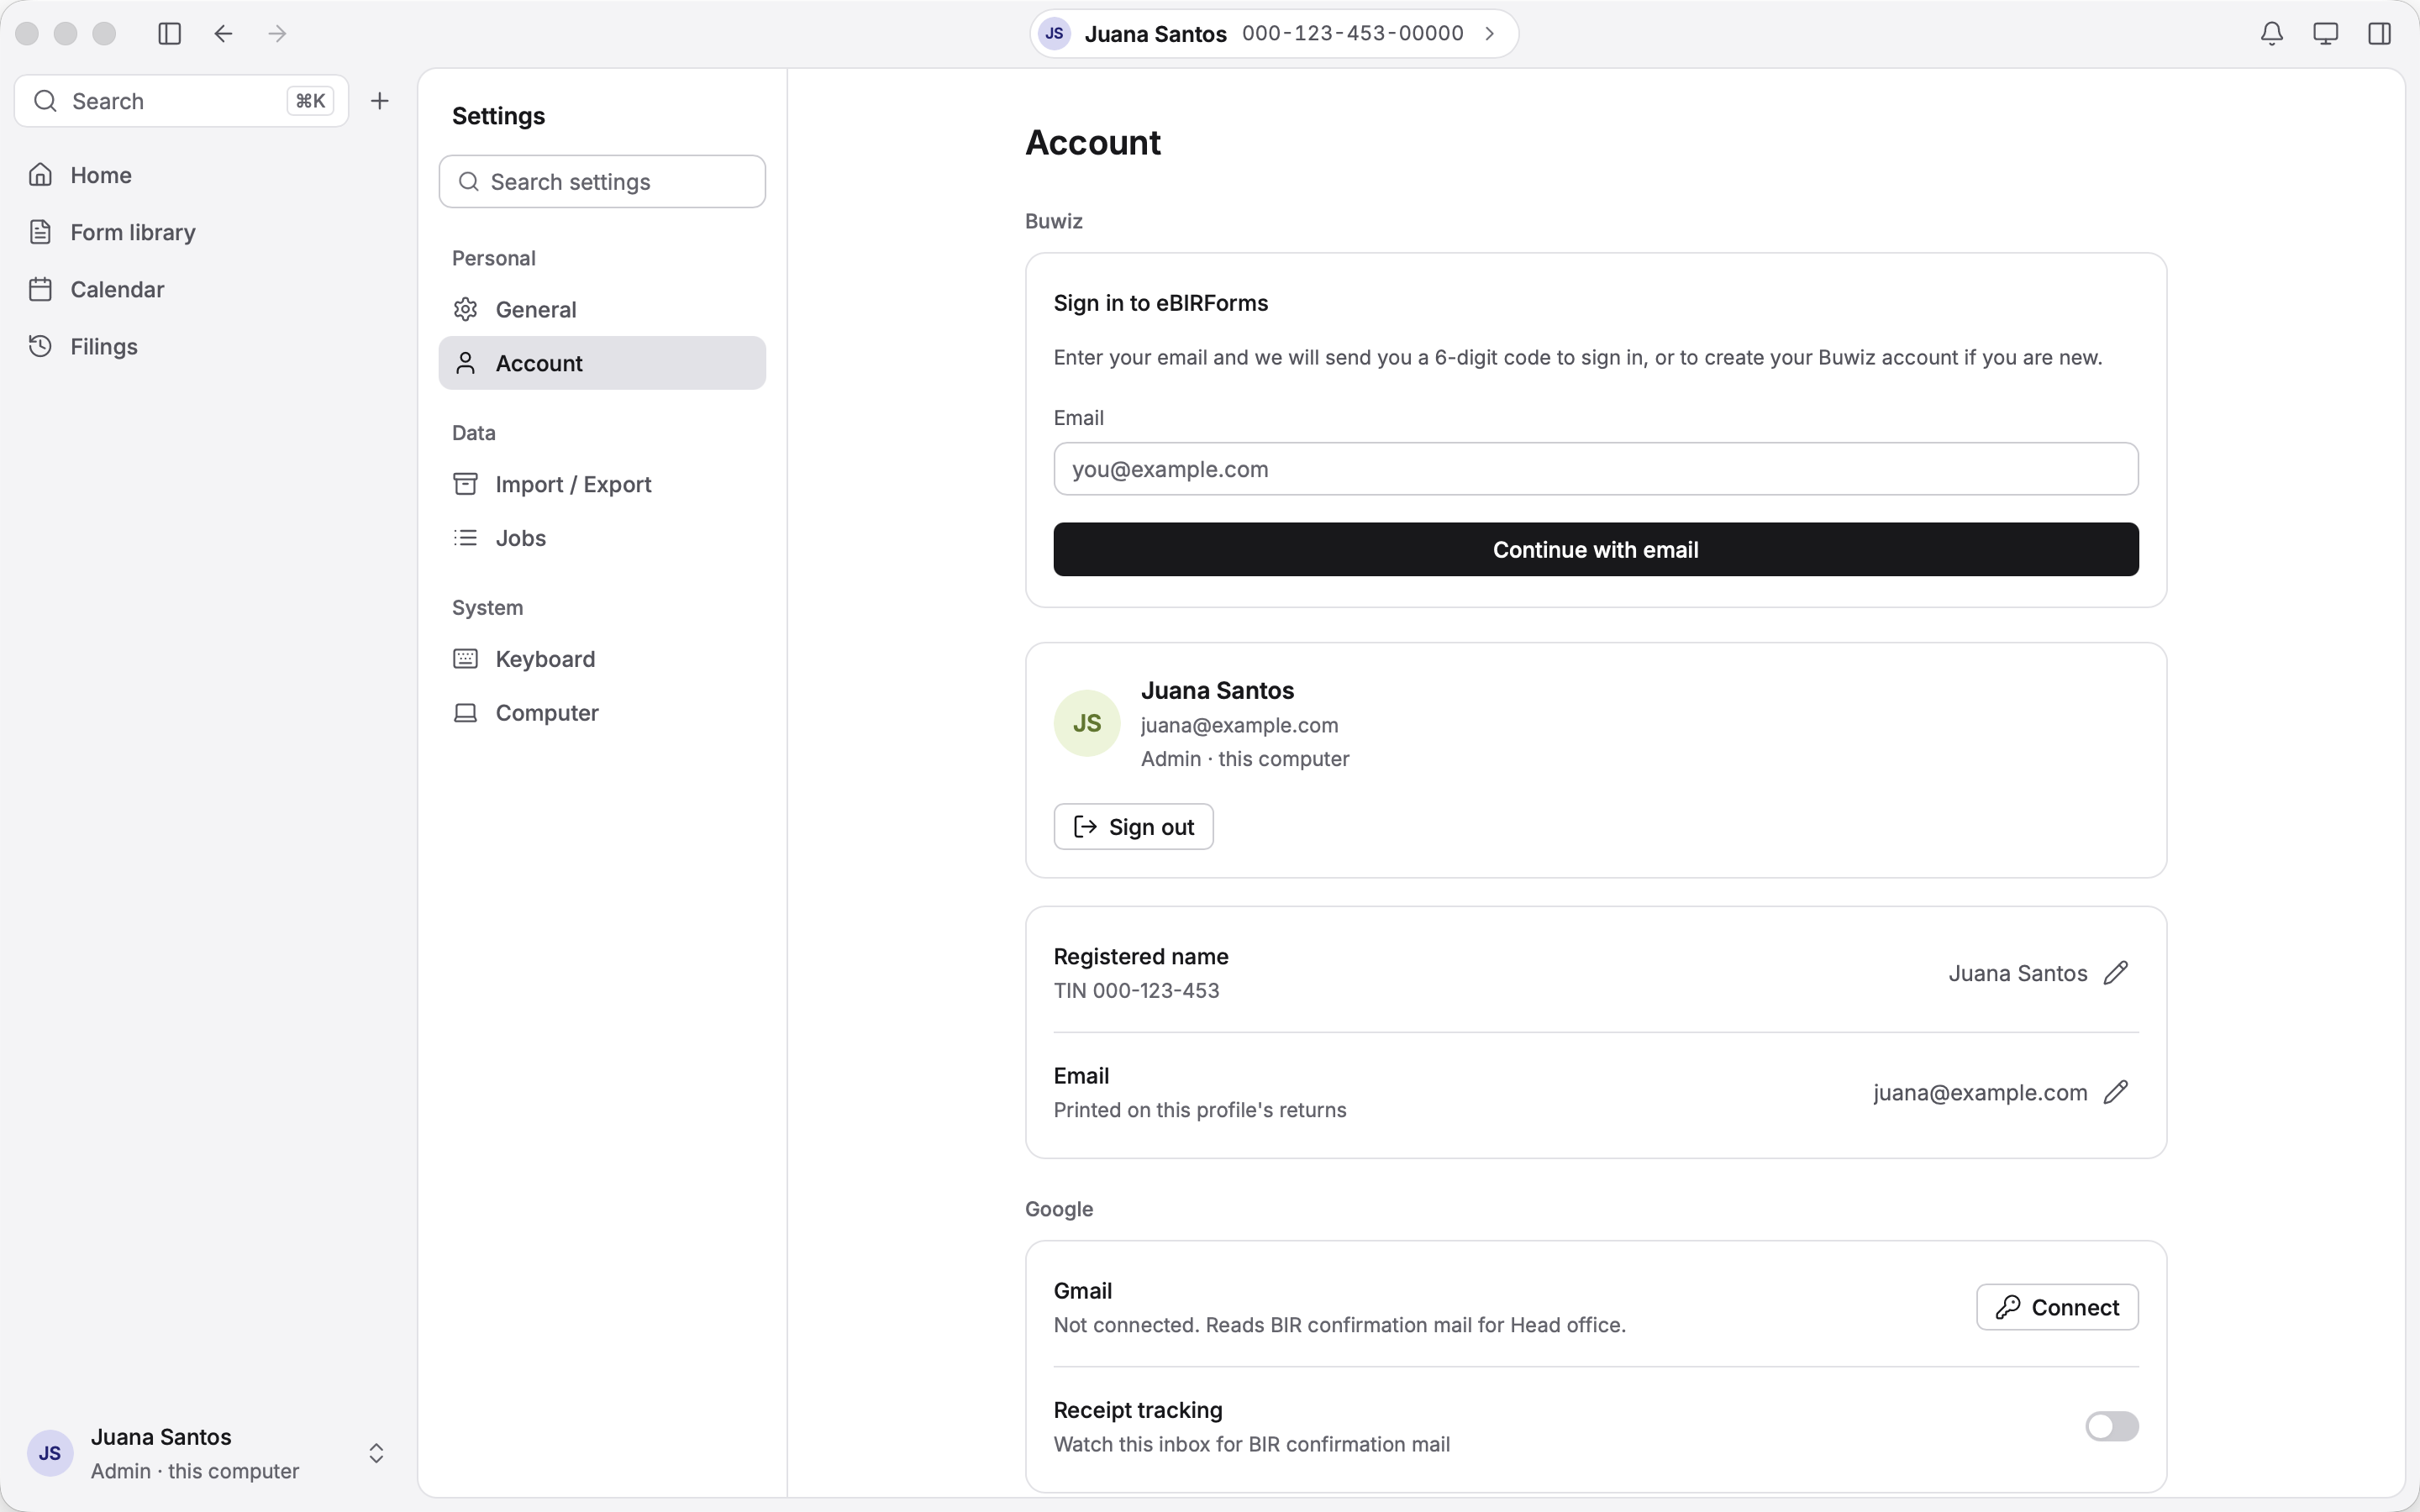 JS Juana Santos 000-123-453-00000
Search ⌘K
Home
Form library
Calendar
Filings
Juana Santos
JS
Admin · this computer
Settings
Search settings
Personal
General
Account
Data
Import / Export
Jobs
System
Keyboard
Computer
Account
Buwiz
Sign in to eBIRForms
Enter your email and we will send you a 6-digit code to sign in, or to create your Buwiz account if you are new.
Email
you@example.com
Continue with email
Juana Santos
JS
juana@example.com
Admin · this computer
Sign out
Registered name
Juana Santos
TIN 000-123-453
Email
juana@example.com
Printed on this profile's returns
Google
Gmail
Connect
Not connected. Reads BIR confirmation mail for Head office.
Receipt tracking
Watch this inbox for BIR confirmation mail